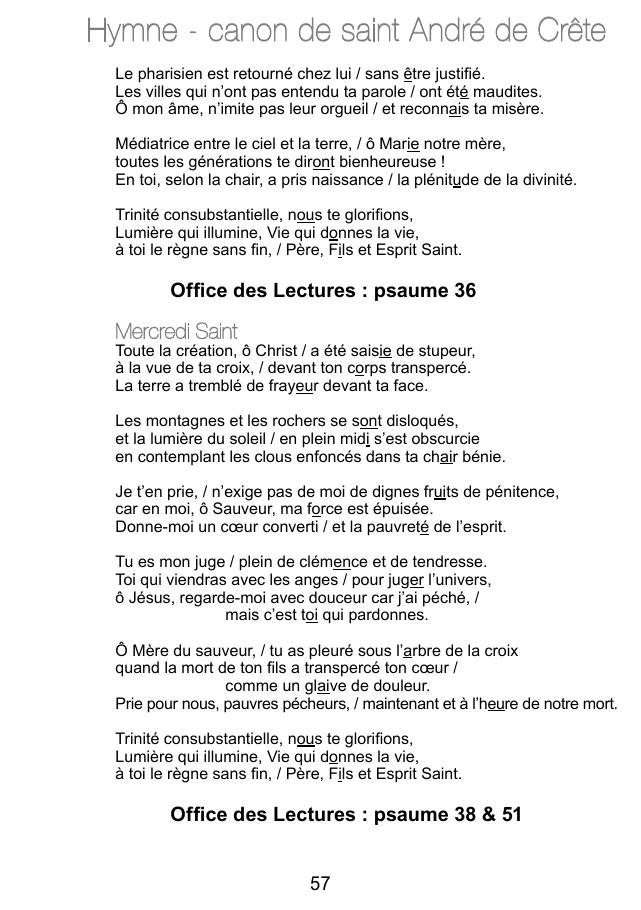 Hymne - canon de saint André de Crête
Le pharisien est retourné chez lui / sans être justifié.
Les villes qui n’ont pas entendu ta parole / ont été maudites.
Ô mon âme, n’imite pas leur orgueil / et reconnais ta misère.
Médiatrice entre le ciel et la terre, / ô Marie notre mère,
toutes les générations te diront bienheureuse !
En toi, selon la chair, a pris naissance / la plénitude de la divinité.
Trinité consubstantielle, nous te glorifions,
Lumière qui illumine, Vie qui donnes la vie,
à toi le règne sans fin, / Père, Fils et Esprit Saint.
Office des Lectures : psaume 36
Mercredi Saint
Toute la création, ô Christ / a été saisie de stupeur,
à la vue de ta croix, / devant ton corps transpercé.
La terre a tremblé de frayeur devant ta face.
Les montagnes et les rochers se sont disloqués,
et la lumière du soleil / en plein midi s’est obscurcie
en contemplant les clous enfoncés dans ta chair bénie.
Je t’en prie, / n’exige pas de moi de dignes fruits de pénitence,
car en moi, ô Sauveur, ma force est épuisée.
Donne-moi un cœur converti / et la pauvreté de l’esprit.
Tu es mon juge / plein de clémence et de tendresse.
Toi qui viendras avec les anges / pour juger l’univers,
ô Jésus, regarde-moi avec douceur car j’ai péché, /
mais c’est toi qui pardonnes.
Ô Mère du sauveur, / tu as pleuré sous l’arbre de la croix
quand la mort de ton fils a transpercé ton cœur /
comme un glaive de douleur.
Prie pour nous, pauvres pécheurs, / maintenant et à l’heure de notre mort.
Trinité consubstantielle, nous te glorifions,
Lumière qui illumine, Vie qui donnes la vie,
à toi le règne sans fin, / Père, Fils et Esprit Saint.
Office des Lectures : psaume 38 & 51
57